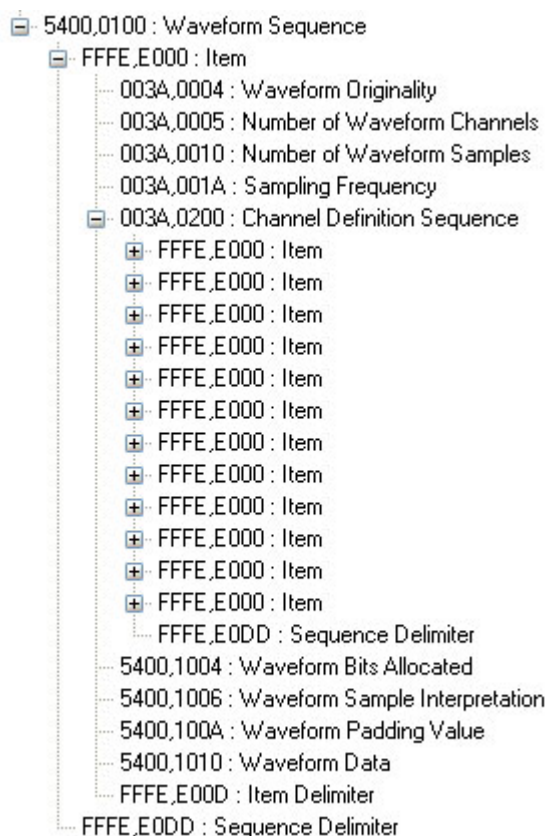 5400,0100 : Waveform Sequence
FFFE,E000 : Item
003A,0004 : Waveform Originality
003A,0005 : Number of Waveform Channels
003A,0010 : Number of Waveform Samples
003A,001A : Sampling Frequency
003A,0200 : Channel Definition Sequence
FFFE,E000 : Item
FFFE,E000 : Item
FFFE,E000 : Item
FFFE,E000 : Item
FFFE,E000 : Item
FFFE,E000 : Item
FFFE,E000 : Item
FFFE,E000 : Item
FFFE,E000 : Item
FFFE,E000 : Item
FFFE,E000 : Item
FFFE,E000 : Item
FFFE,E0DD : Sequence Delimiter
5400,1004 : Waveform Bits Allocated
5400,1006 : Waveform Sample Interpretation
5400,100A : Waveform Padding Value
5400,1010 : Waveform Data
FFFE,E00D : Item Delimiter
FFFE,E0DD : Sequence Delimiter